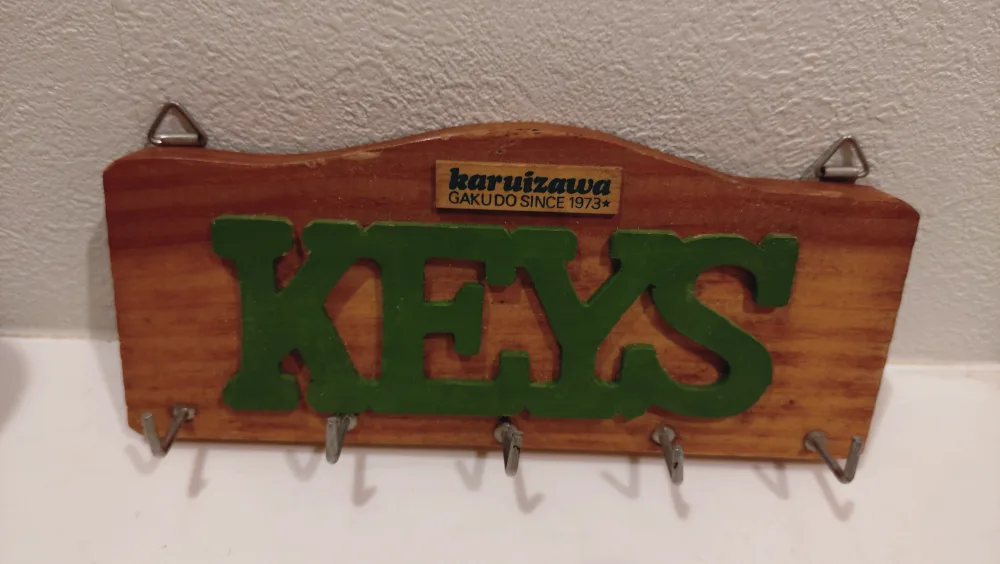 karuizawa
GAKUDO SINCE 1973★
KEYS